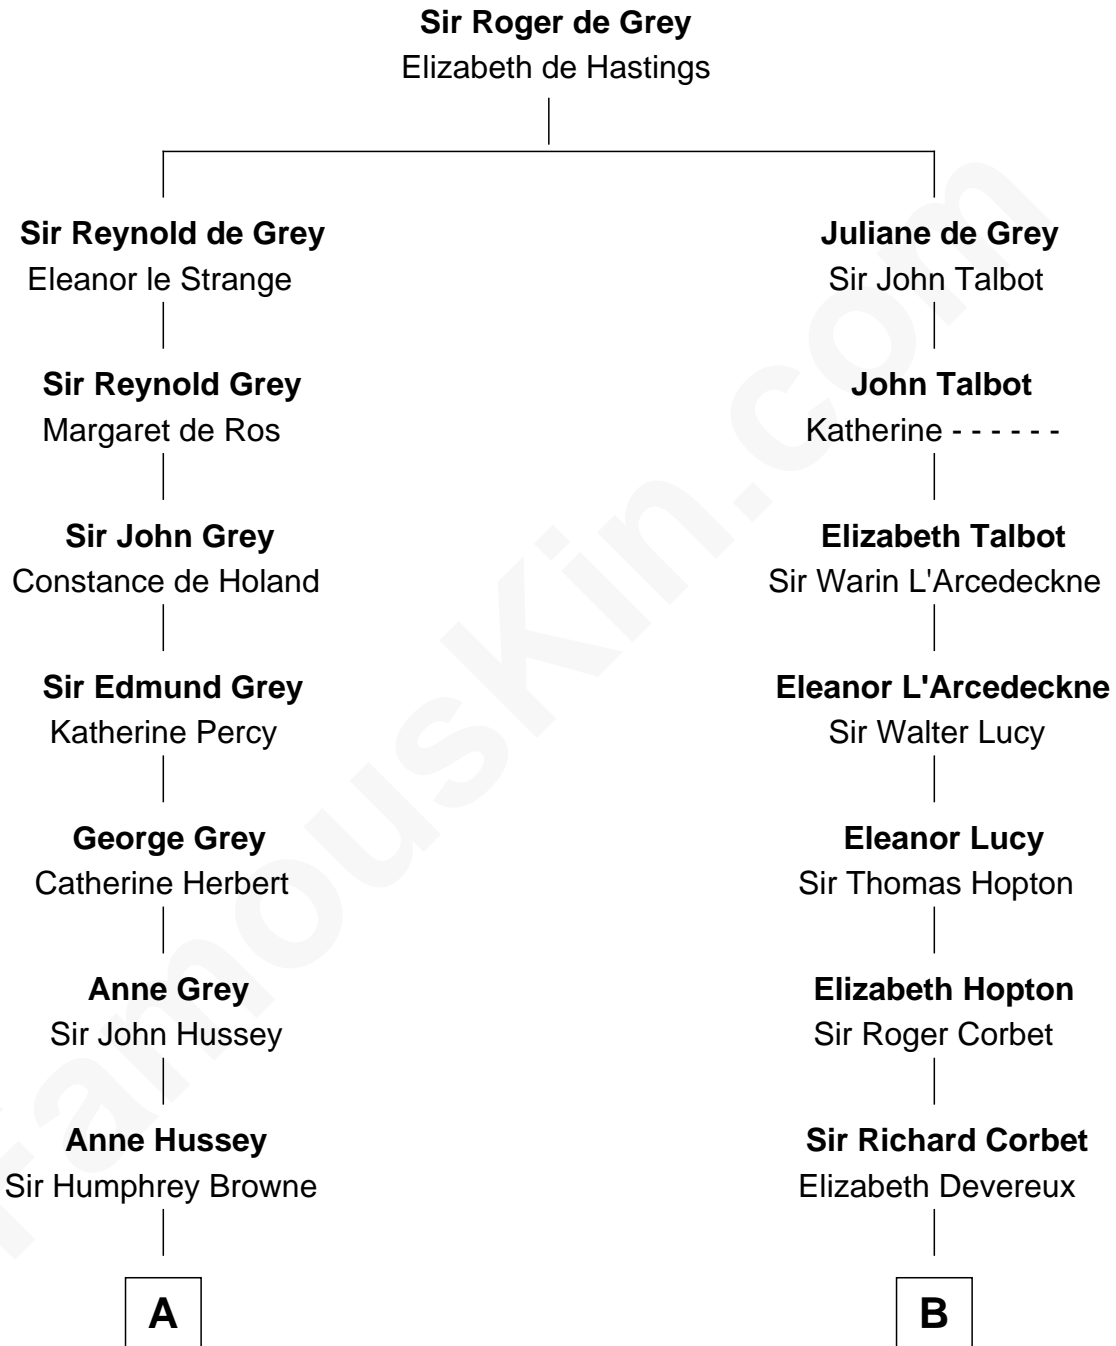 Sir Roger de Grey
Elizabeth de Hastings
Sir Reynold de Grey
Eleanor le Strange
Juliane de Grey
Sir John Talbot
Sir Reynold Grey
Margaret de Ros
John Talbot
Katherine - - - - - -
Sir John Grey
Constance de Holand
Elizabeth Talbot
Sir Warin L'Arcedeckne
Sir Edmund Grey
Katherine Percy
Eleanor L'Arcedeckne
Sir Walter Lucy
George Grey
Catherine Herbert
Eleanor Lucy
Sir Thomas Hopton
Anne Grey
Sir John Hussey
Elizabeth Hopton
Sir Roger Corbet
Anne Hussey
Sir Humphrey Browne
Sir Richard Corbet
Elizabeth Devereux
A
B
FamousKin.com